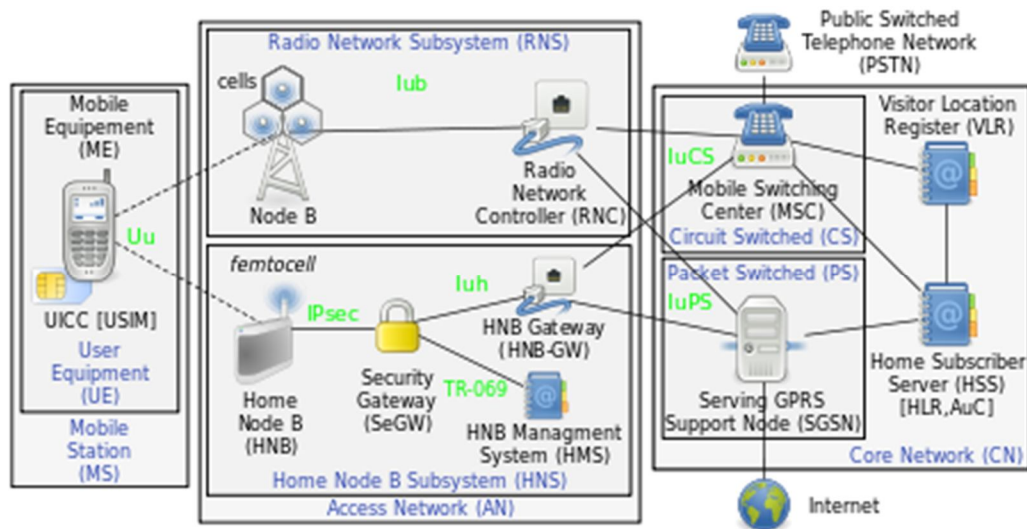 Mobile
Equipement
(ME)
Uu
UICC [USIM]
User
Equipment
(UE)
Mobile
Station
(MS)
Radio Network Subsystem (RNS)
cells
Iub
Node B
Radio
Network
Controller (RNC)
femtocell
IPsec
Iuh
Home
Node B
(HNB)
Security
Gateway
(SeGW)
TR-069
HNB Gateway
(HNB-GW)
HNB Managment
System (HMS)
Home Node B Subsystem (HNS)
Access Network (AN)
Public Switched
Telephone Network
(PSTN)
IuCS
Mobile Switching
Center (MSC)
Circuit Switched (CS)
Packet Switched (PS)
IuPS
Serving GPRS
Support Node (SGSN)
Visitor Location
Register (VLR)
@
@
@
Home Subscriber
Server (HSS)
[HLR,AuC]
Core Network (CN)
Internet